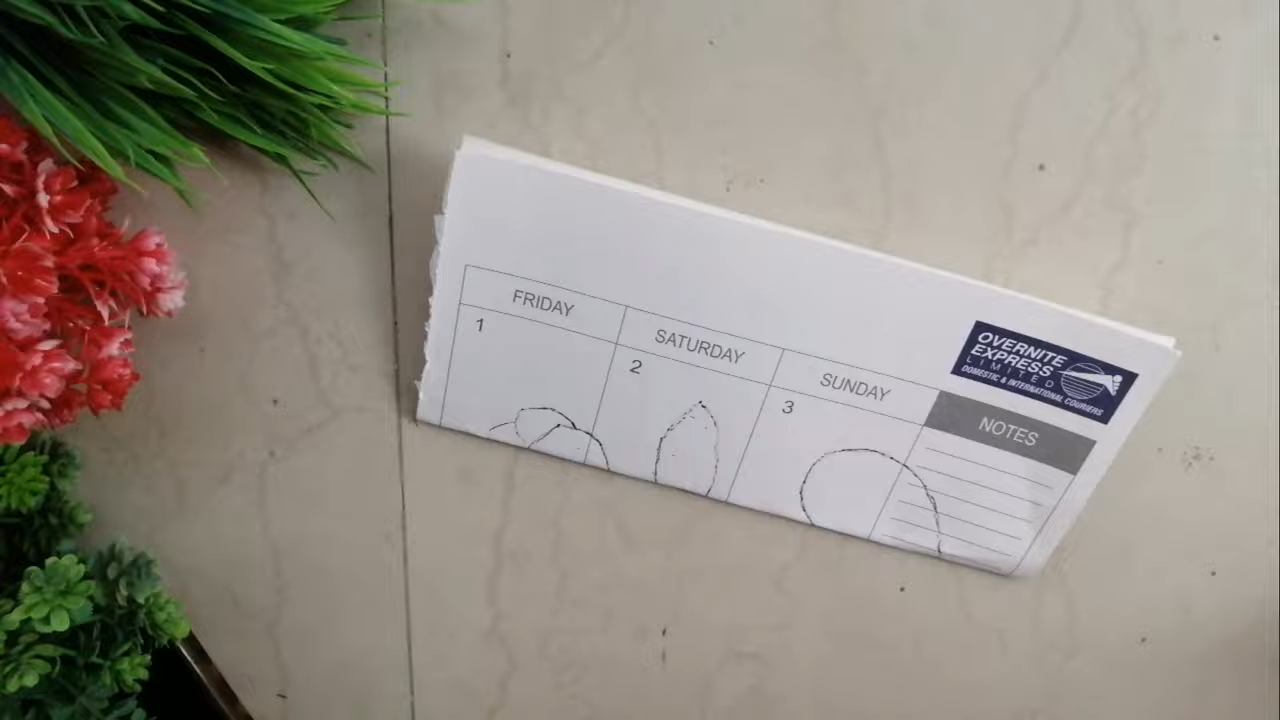 FRIDAY SATURDAY SUNDAY NOTES
1 2 3
OVERNITE
EXPRESS
LIMITED
DOMESTIC & INTERNATIONAL COURIERS